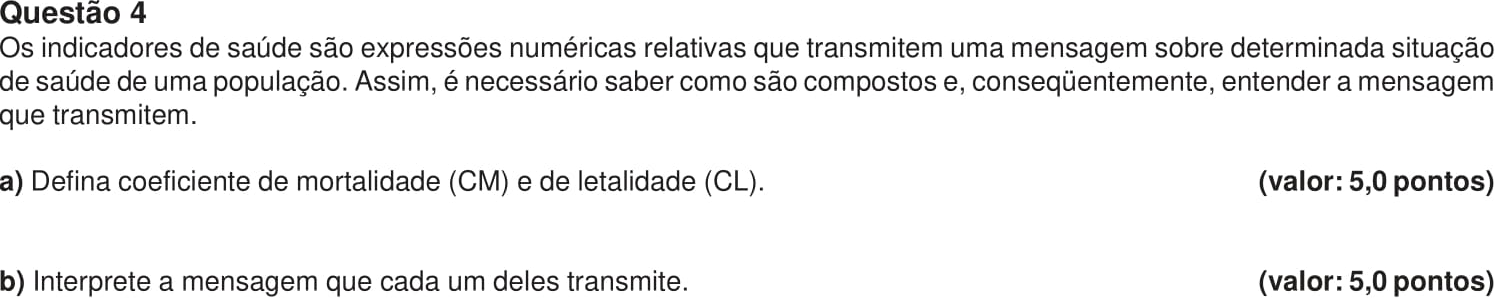 Questão 4
Os indicadores de saúde são expressões numéricas relativas que transmitem uma mensagem sobre determinada situação
de saúde de uma população. Assim, é necessário saber como são compostos e, conseqüentemente, entender a mensagem
que transmitem.
a) Defina coeficiente de mortalidade (CM) e de letalidade (CL). (valor: 5,0 pontos)
b) Interprete a mensagem que cada um deles transmite. (valor: 5,0 pontos)